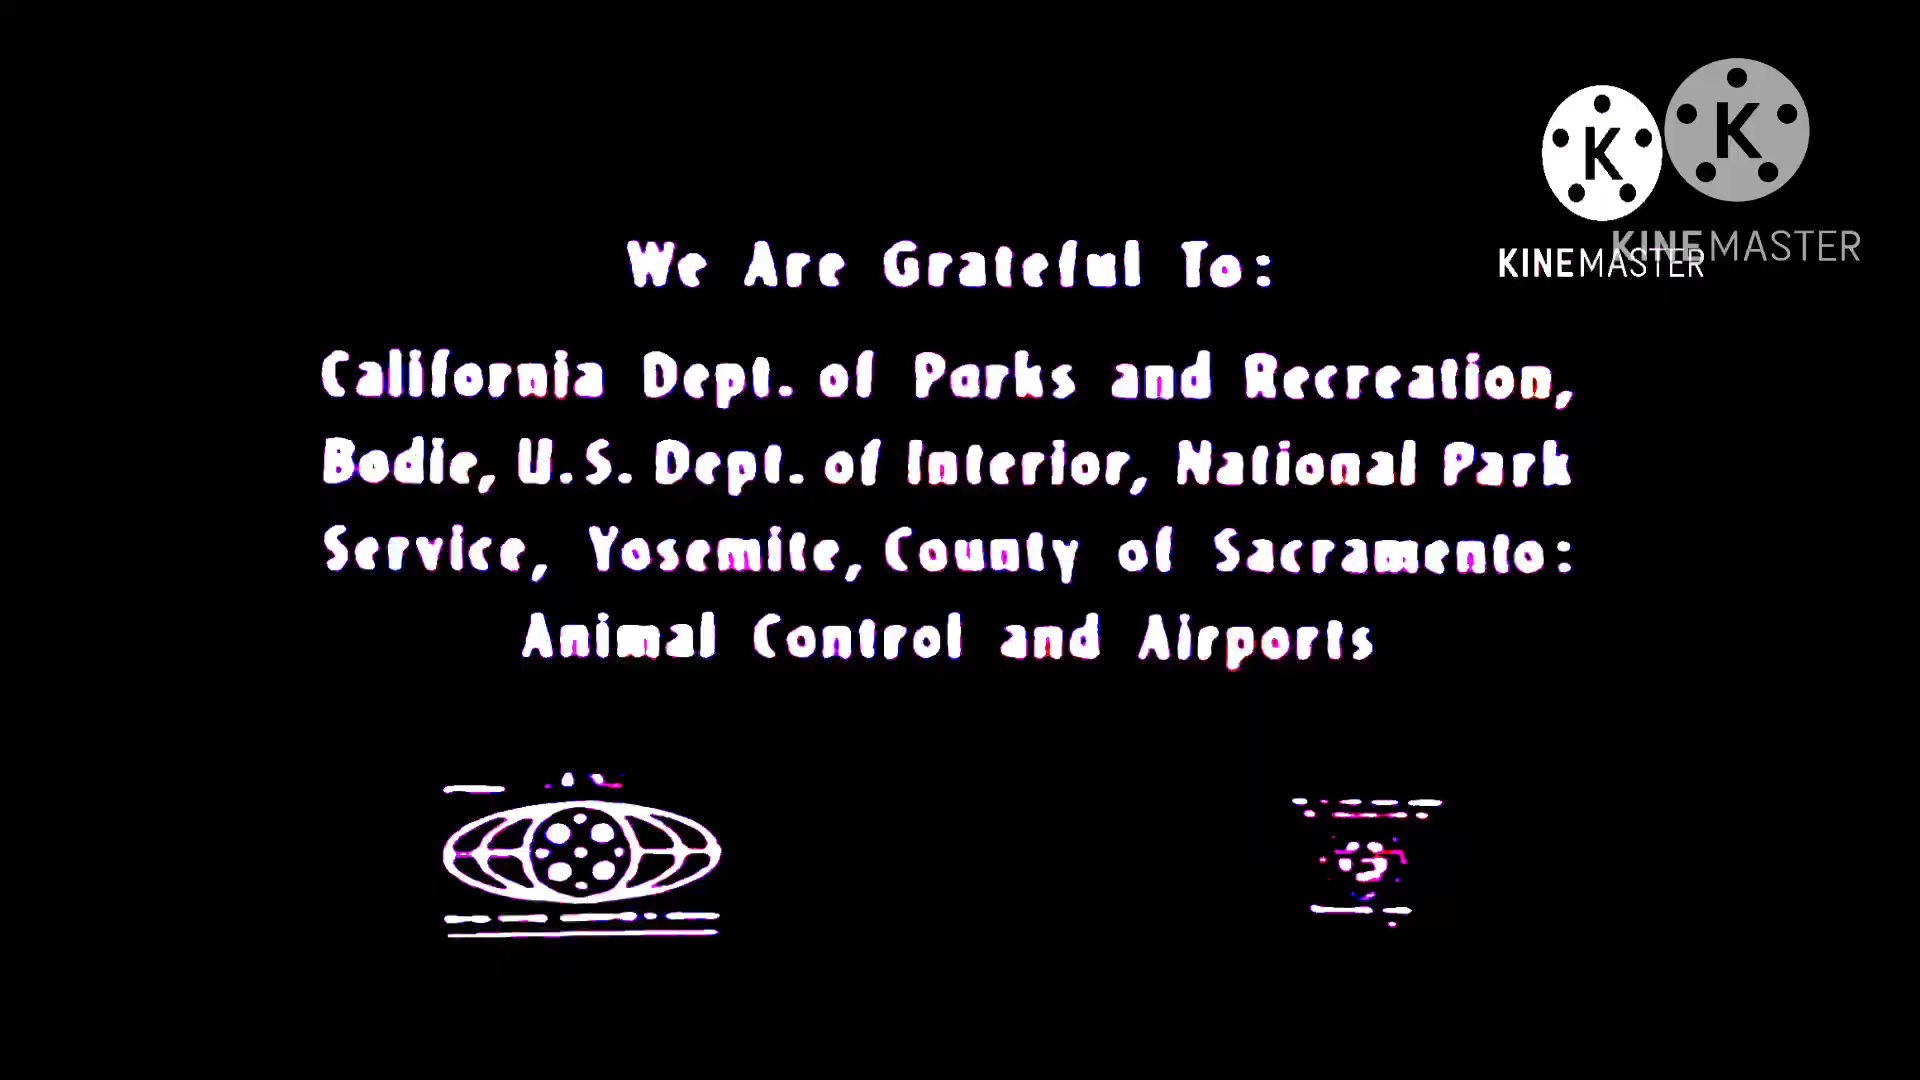 KINEMASTER
KINEMASTER
We Are Grateful To:
California Dept. of Parks and Recreation,
Bodie, U.S. Dept. of Interior, National Park
Service, Yosemite, County of Sacramento:
Animal Control and Airports